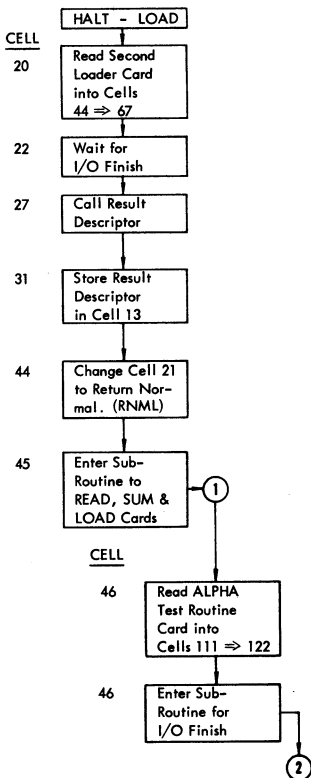 HALT - LOAD
CELL
20
Read Second
Loader Card
into Cells
44 ⇒ 67
22
Wait for
I/O Finish
27
Call Result
Descriptor
31
Store Result
Descriptor
in Cell 13
44
Change Cell 21
to Return Nor-
mal. (RNML)
45
Enter Sub-
Routine to
READ, SUM &
LOAD Cards
1
CELL
46
Read ALPHA
Test Routine
Card into
Cells 111 ⇒ 122
46
Enter Sub-
Routine for
I/O Finish
2